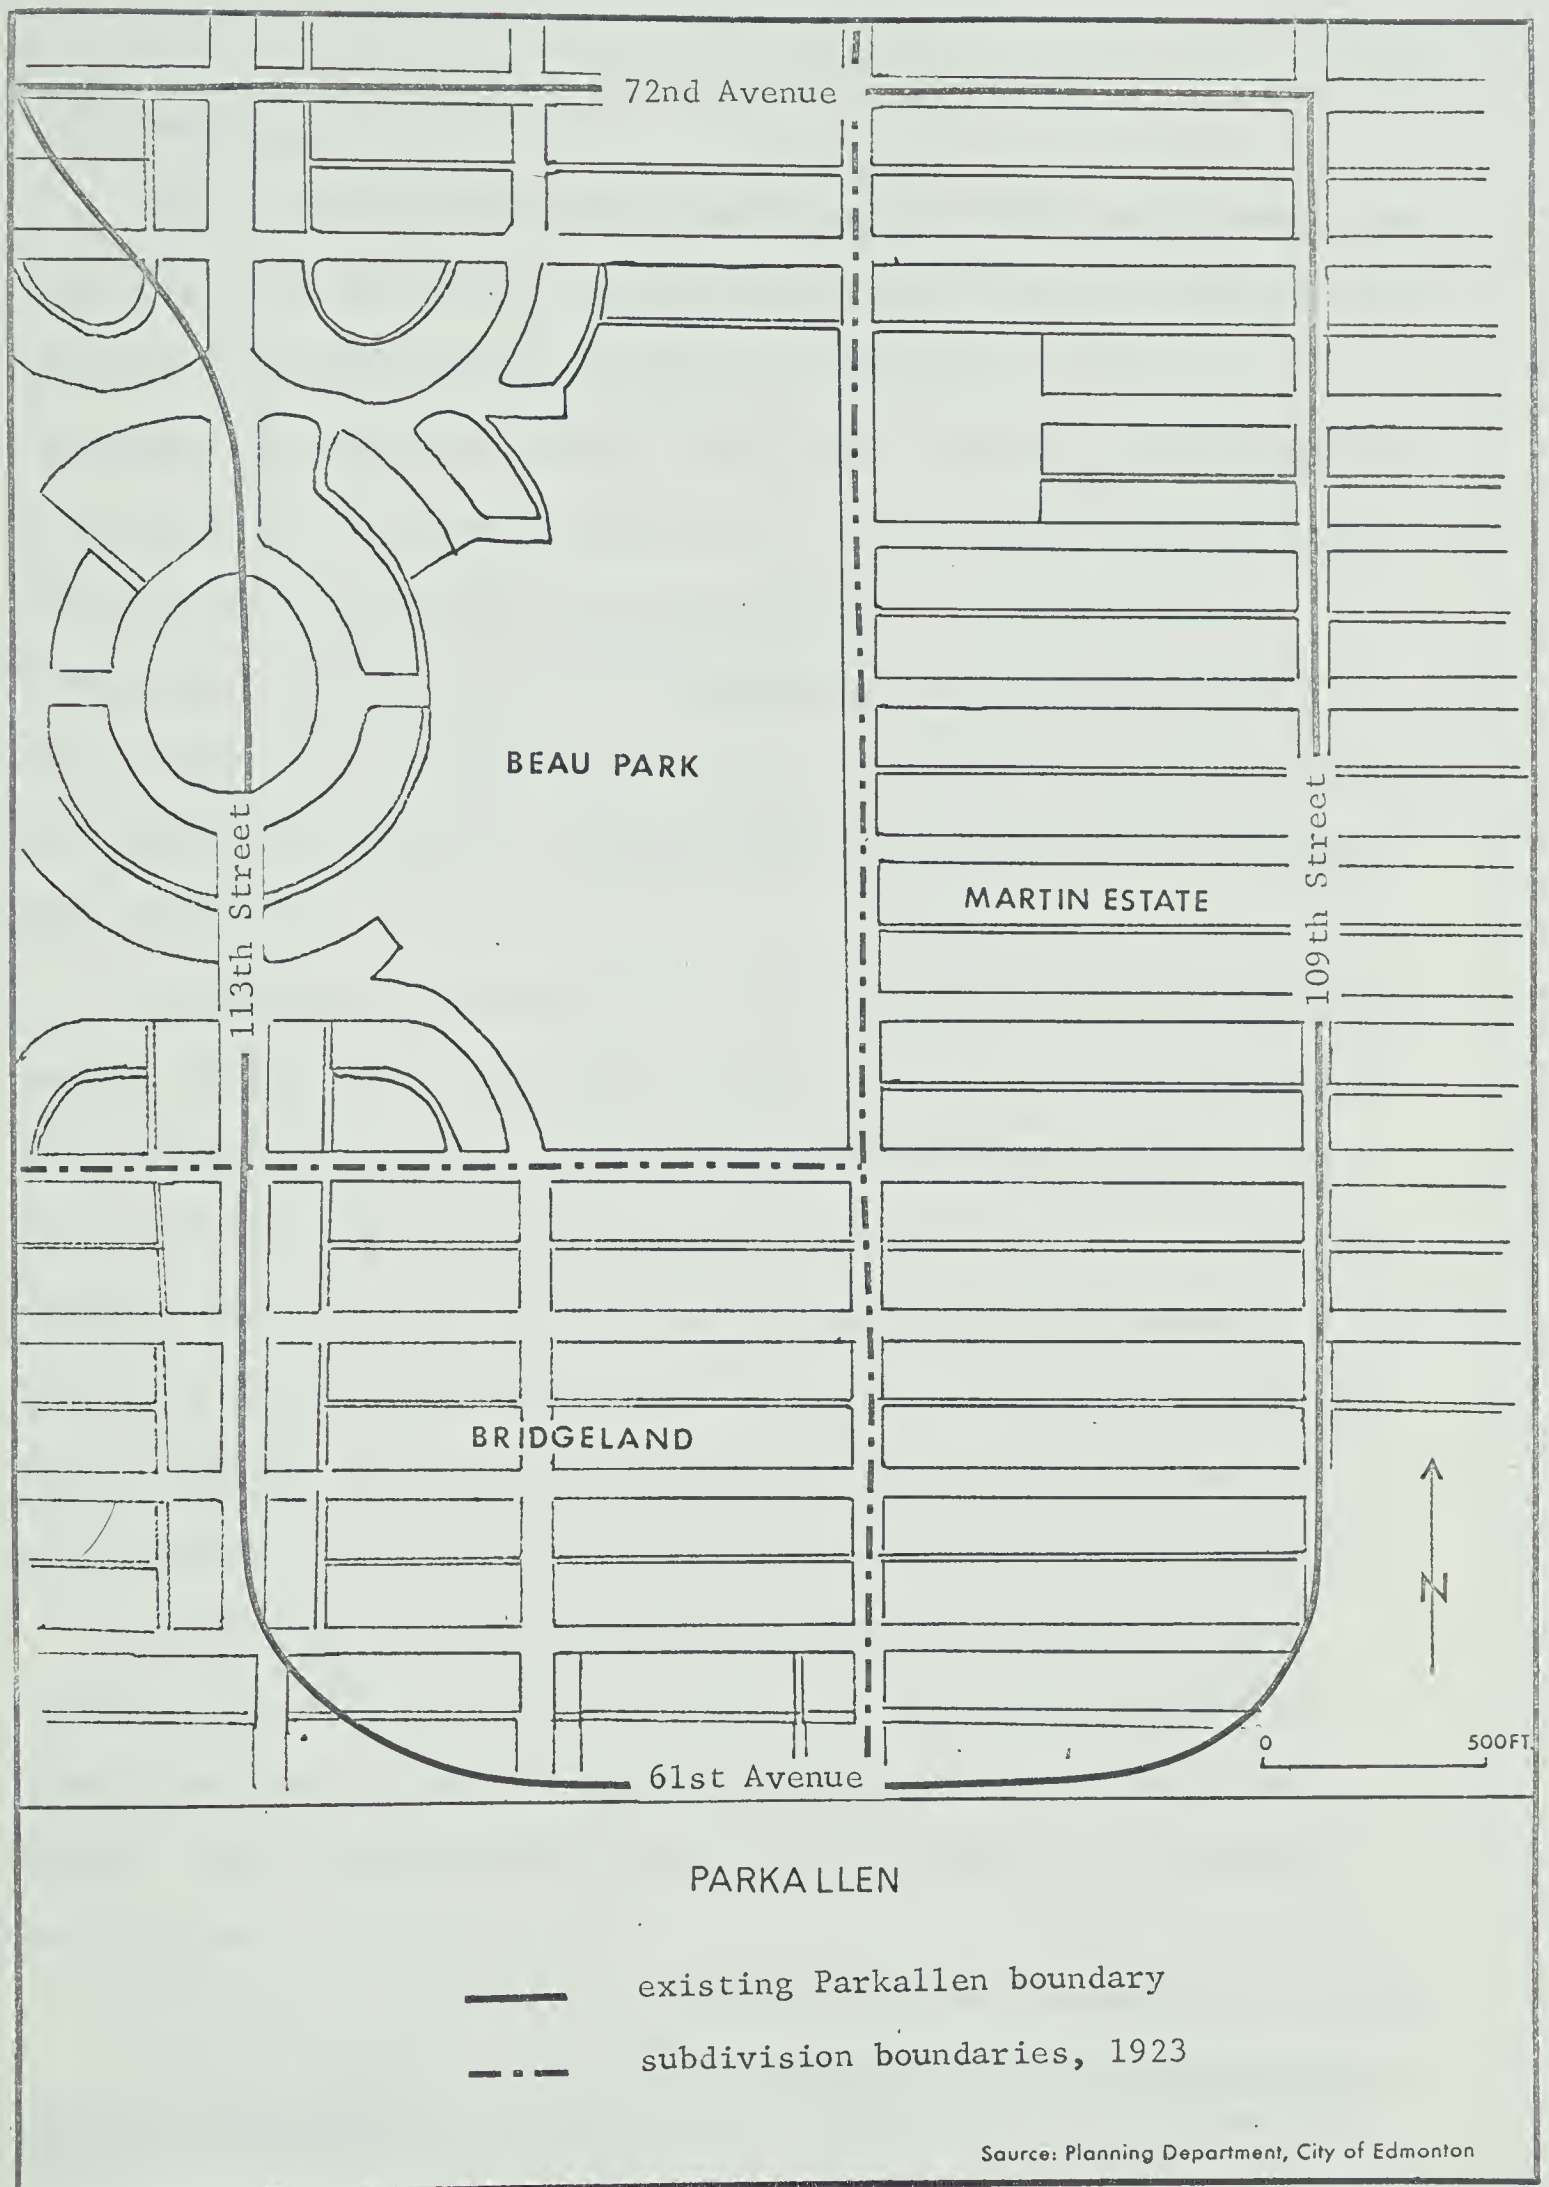 72nd Avenue
BEAU PARK
113th Street
MARTIN ESTATE
109th Street
BRIDGELAND
N
0 500FT.
61st Avenue
PARKALLEN
existing Parkallen boundary
subdivision boundaries, 1923
Saurce: Planning Department, City of Edmonton